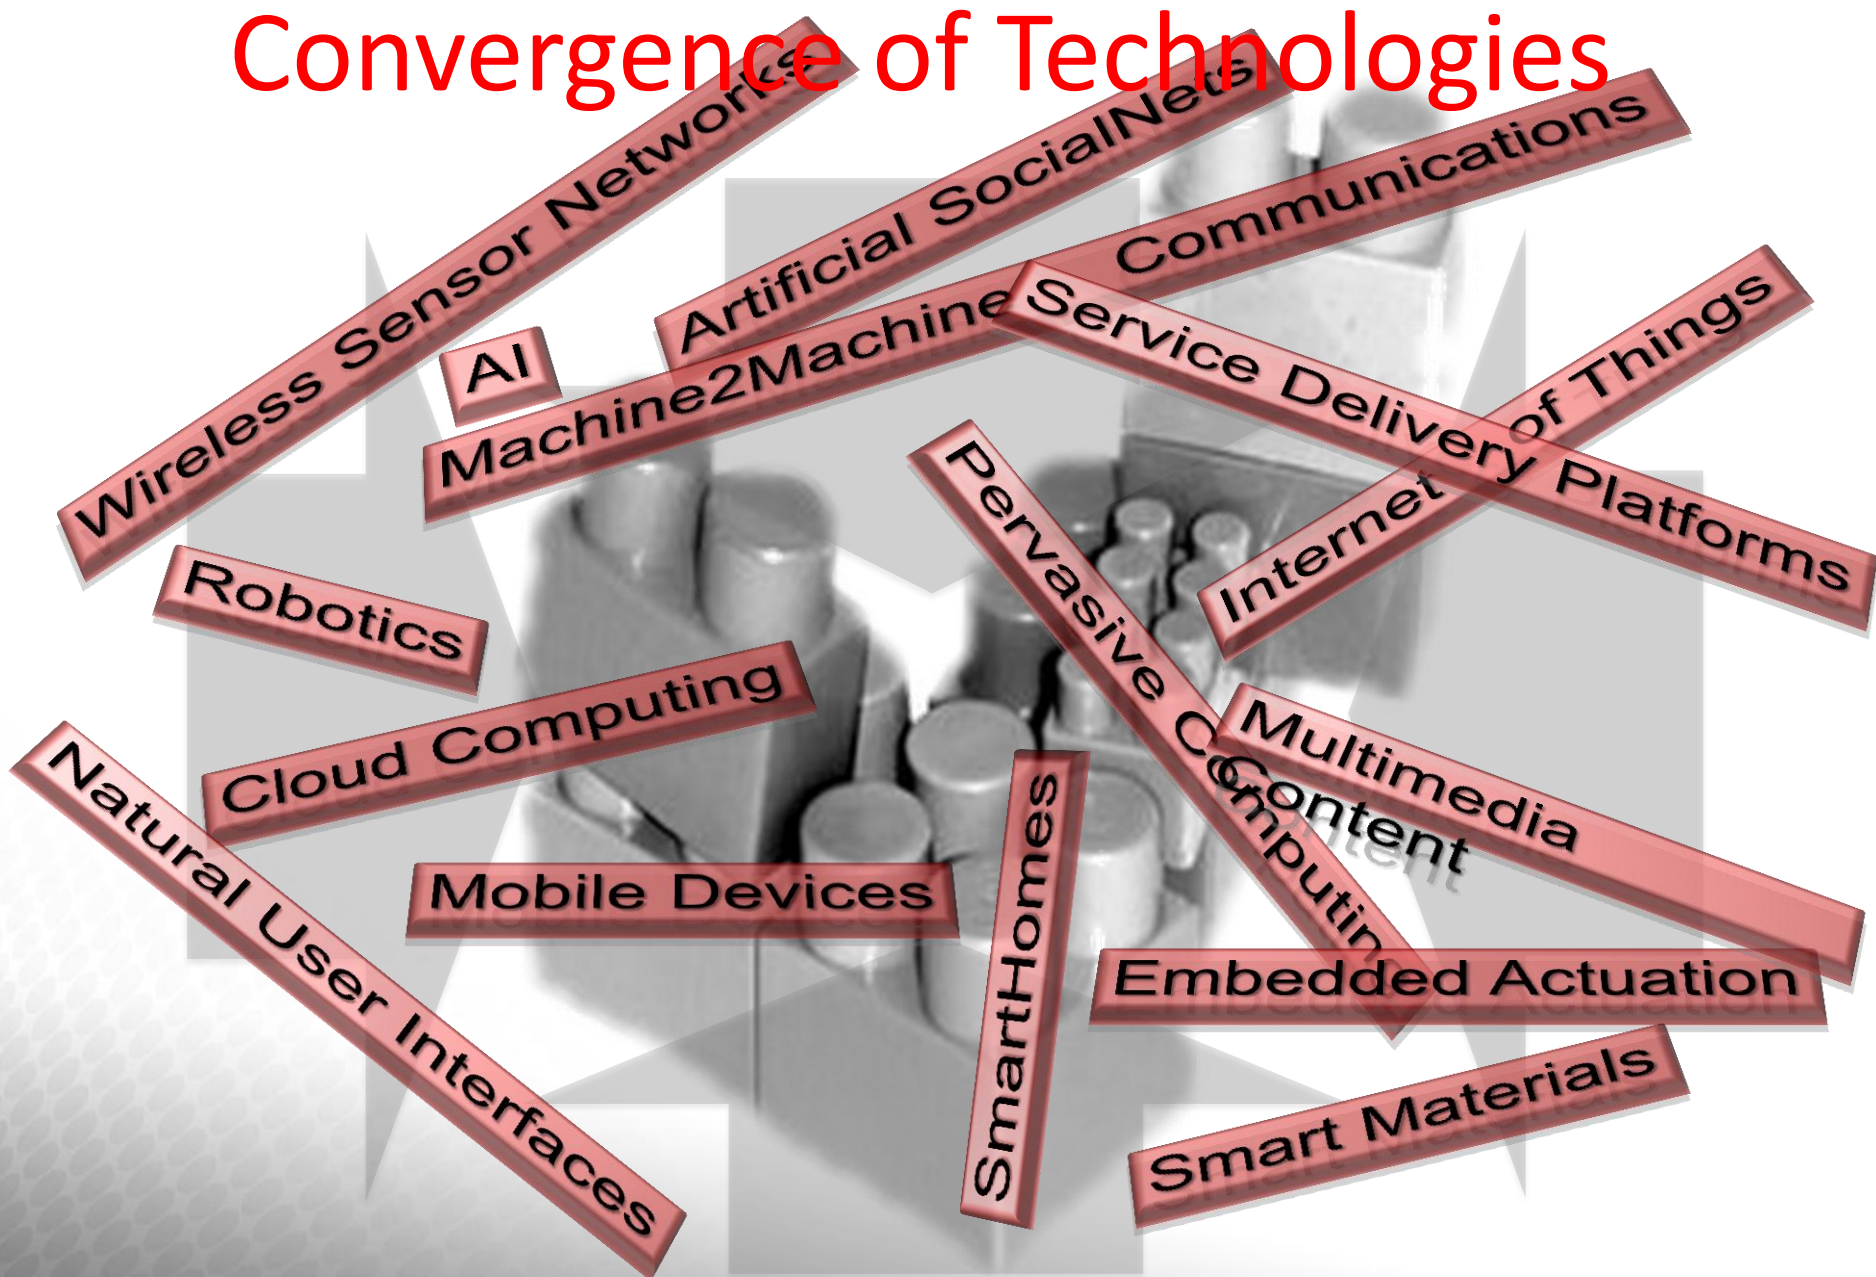 Convergence of Technologies
Wireless Sensor Networks
Artificial SocialNets
Machine2Machine Communications
AI
Service Delivery Platforms
Internet of Things
Pervasive Computing
Robotics
Cloud Computing
Multimedia
Content
Natural User Interfaces
Mobile Devices
SmartHomes
Embedded Actuation
Smart Materials